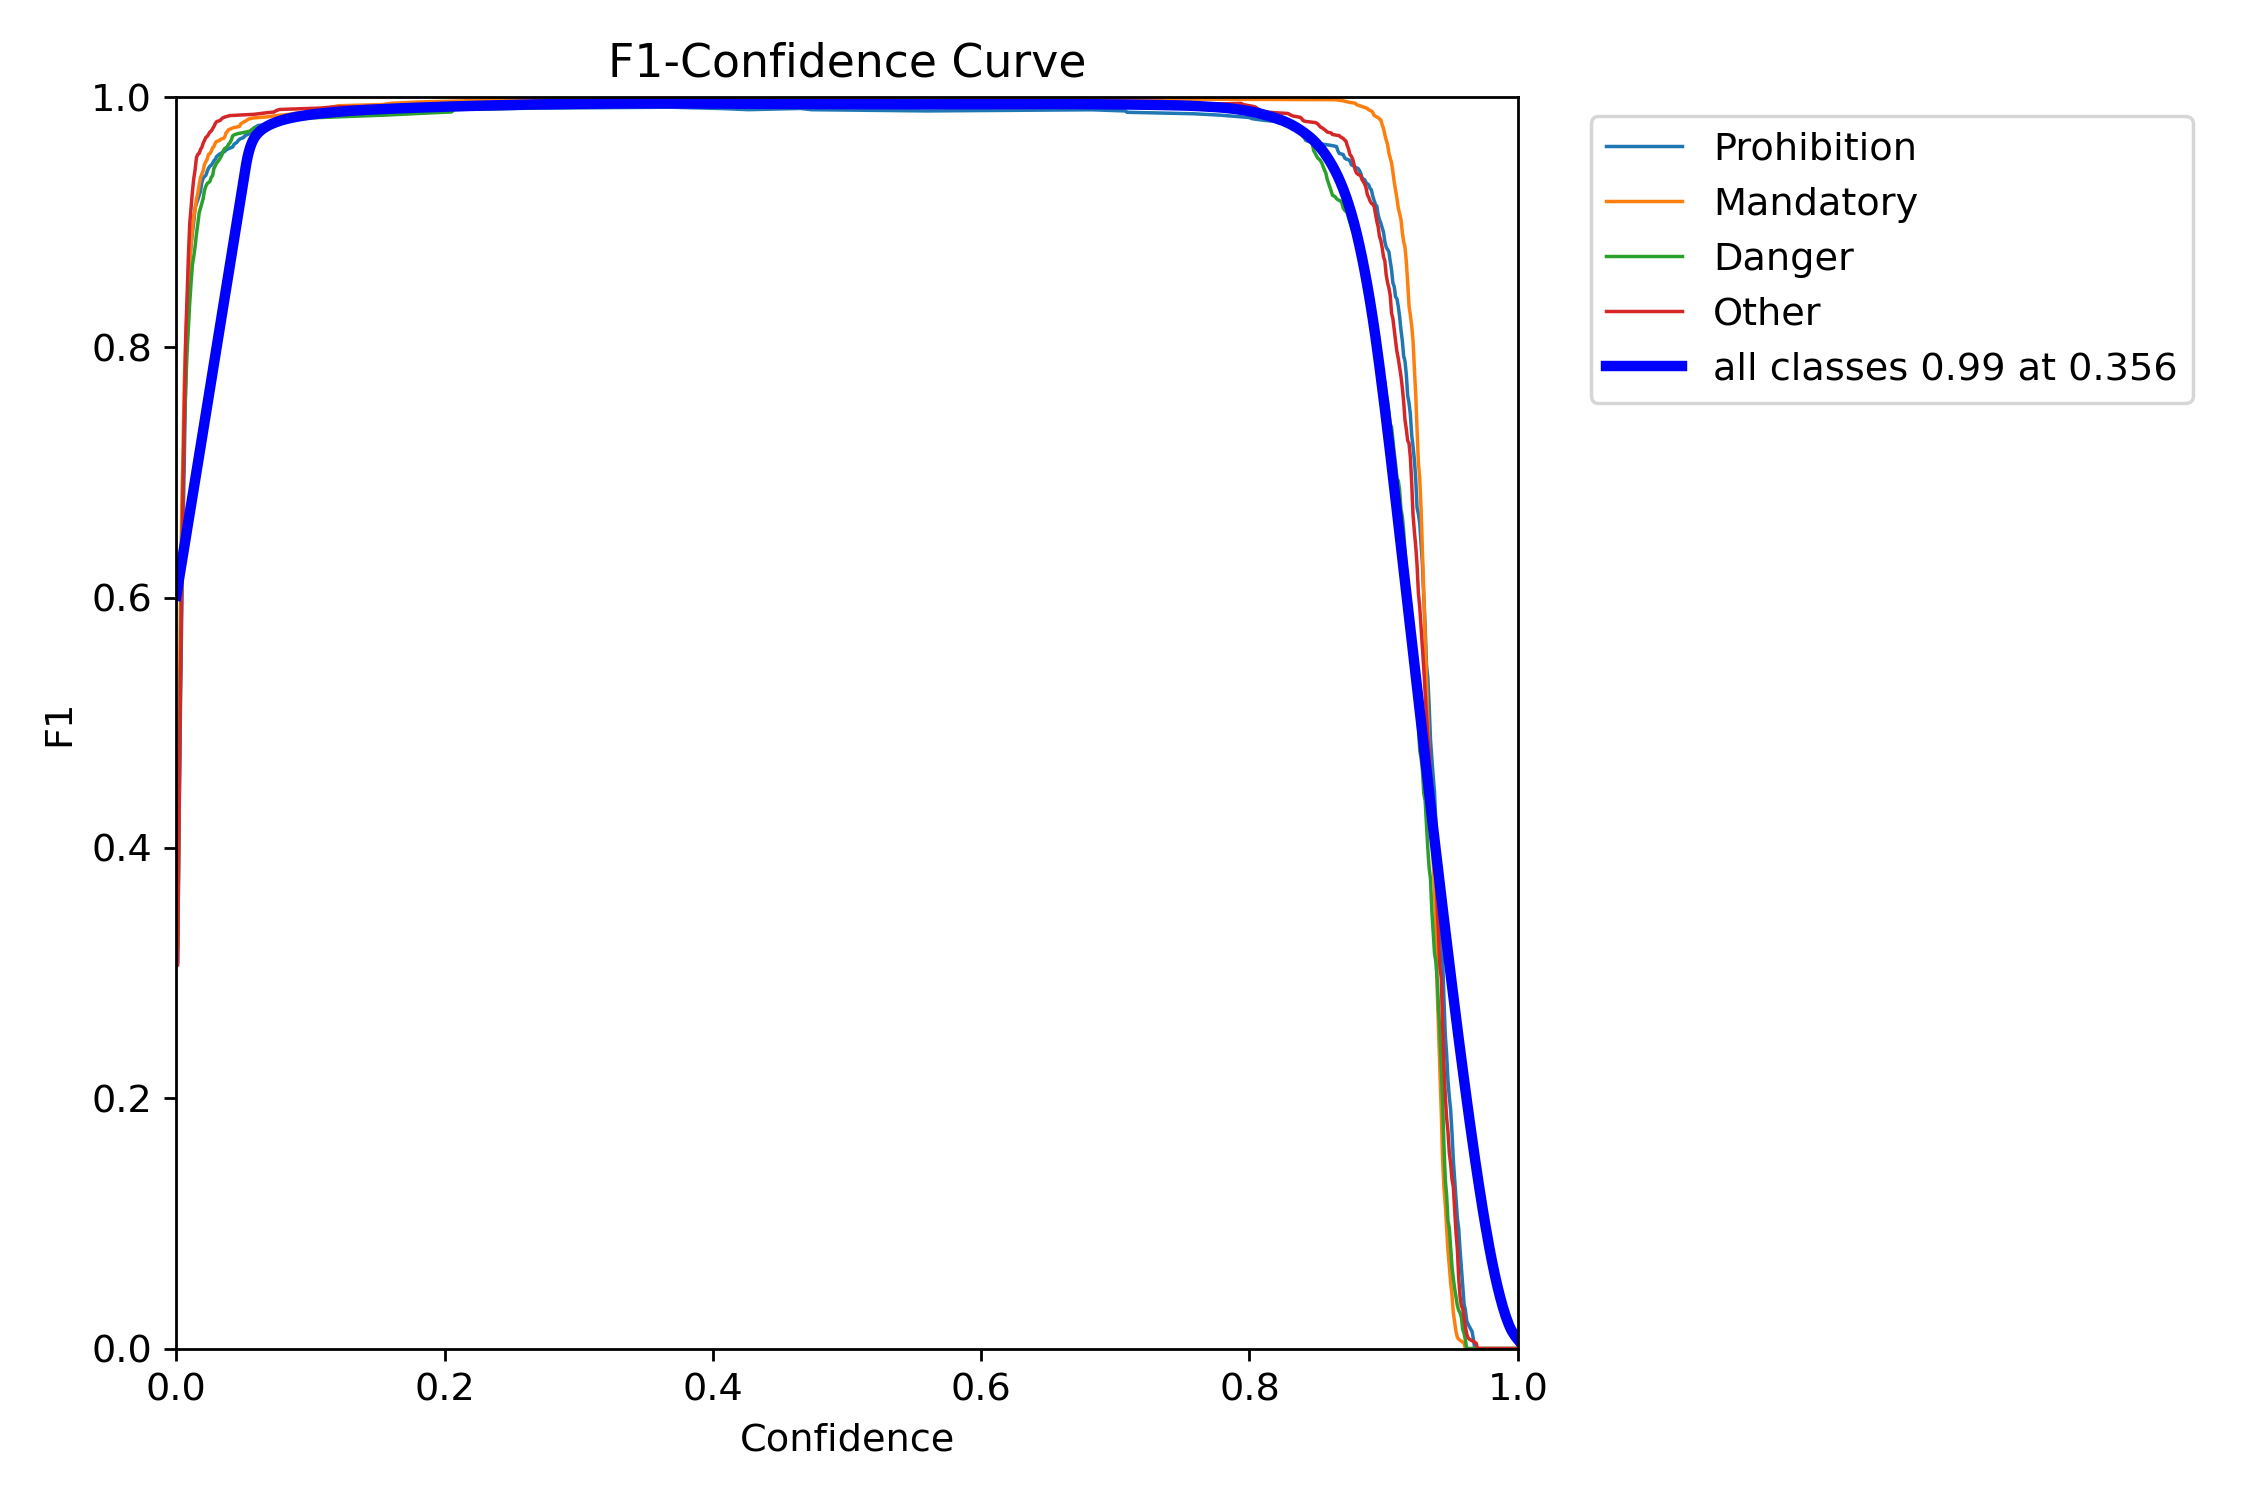 F1-Confidence Curve
1.0
0.8
0.6
0.4
0.2
0.0
F1
0.0 0.2 0.4 0.6 0.8 1.0
Confidence
Prohibition
Mandatory
Danger
Other
all classes 0.99 at 0.356